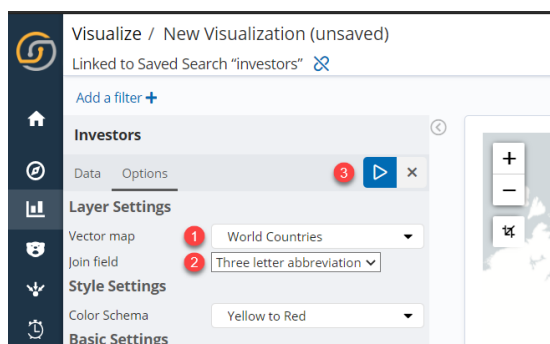 Visualize / New Visualization (unsaved)
Linked to Saved Search “investors”
Add a filter +
Investors
Data Options 3
Layer Settings
Vector map 1 World Countries
Join field 2 Three letter abbreviation
Style Settings
Color Schema Yellow to Red
Basic Settings